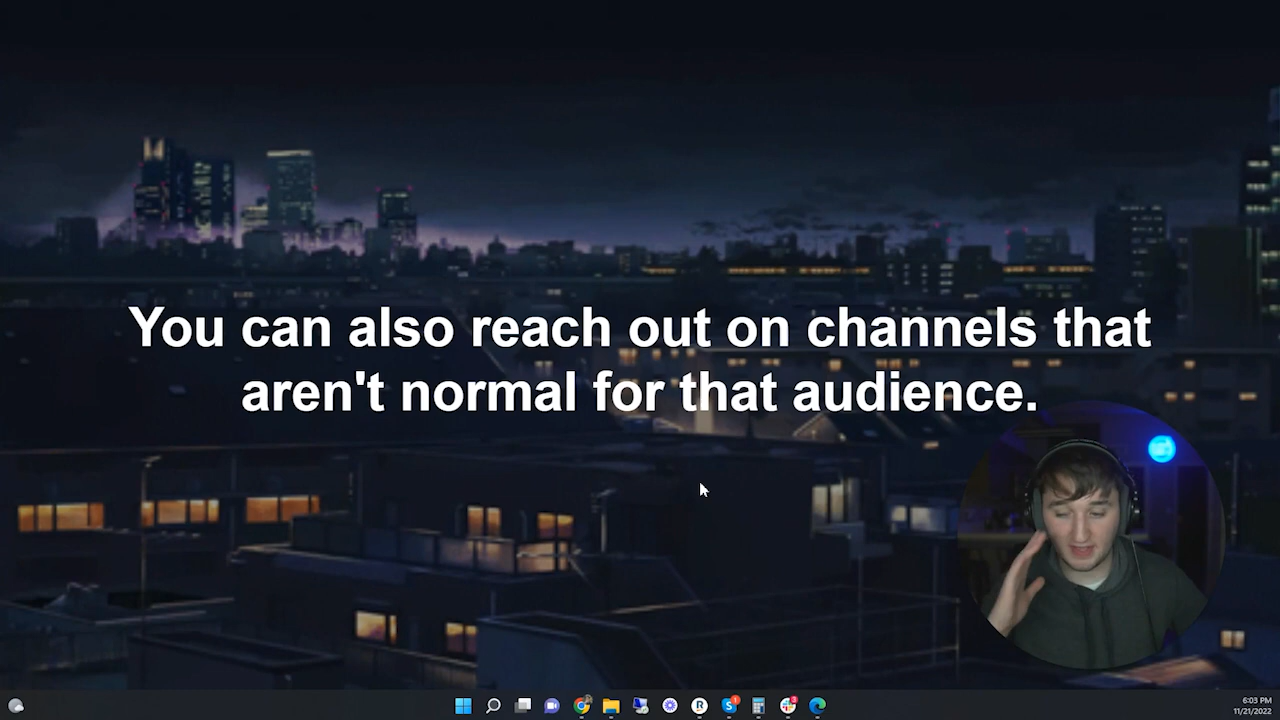 You can also reach out on channels that
aren't normal for that audience.
6:03 PM
11/21/2022